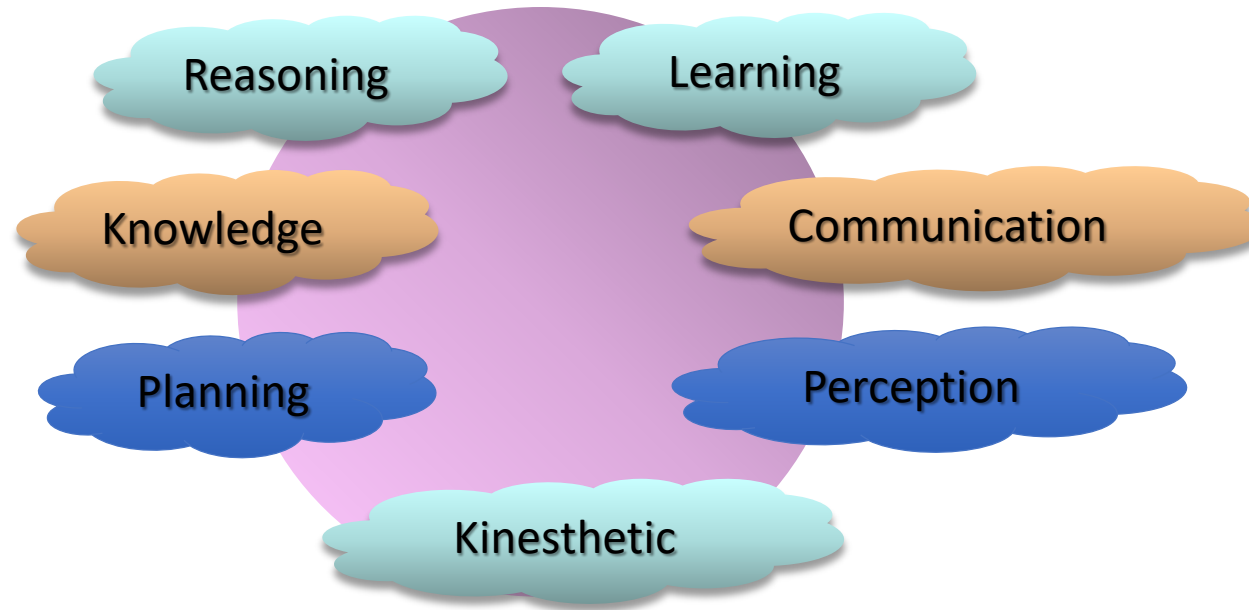 Reasoning
Learning
Knowledge
Communication
Planning
Perception
Kinesthetic